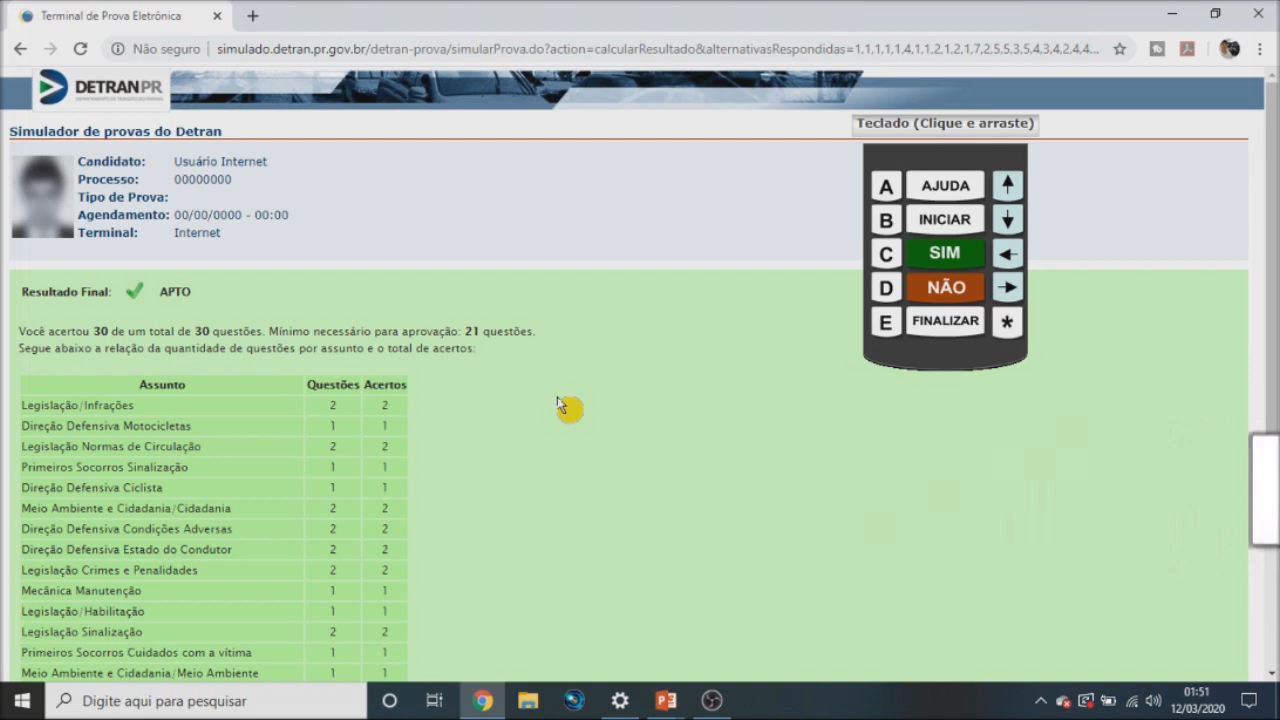 Terminal de Prova Eletrônica
Não seguro
simulado.detran.pr.gov.br/detran-prova/simularProva.do?action=calcularResultado&alternativasRespondidas=1,1,1,1,1,4,1,1,2,1,2,1,7,2,5,5,3,5,4,3,4,2,4,4...
DETRANPR
Simulador de provas do Detran
Candidato: Usuário Internet
Processo: 00000000
Tipo de Prova:
Agendamento: 00/00/0000 - 00:00
Terminal: Internet
Teclado (Clique e arraste)
A AJUDA
B INICIAR
C SIM
D NÃO
E FINALIZAR *
Resultado Final: APTO
Você acertou 30 de um total de 30 questões. Mínimo necessário para aprovação: 21 questões.
Segue abaixo a relação da quantidade de questões por assunto e o total de acertos:
Assunto Questões Acertos
Legislação/Infrações 2 2
Direção Defensiva Motocicletas 1 1
Legislação Normas de Circulação 2 2
Primeiros Socorros Sinalização 1 1
Direção Defensiva Ciclista 1 1
Meio Ambiente e Cidadania/Cidadania 2 2
Direção Defensiva Condições Adversas 2 2
Direção Defensiva Estado do Condutor 2 2
Legislação Crimes e Penalidades 2 2
Mecânica Manutenção 1 1
Legislação/Habilitação 1 1
Legislação Sinalização 2 2
Primeiros Socorros Cuidados com a vítima 1 1
Meio Ambiente e Cidadania/Meio Ambiente 1 1
Digite aqui para pesquisar
01:51
12/03/2020